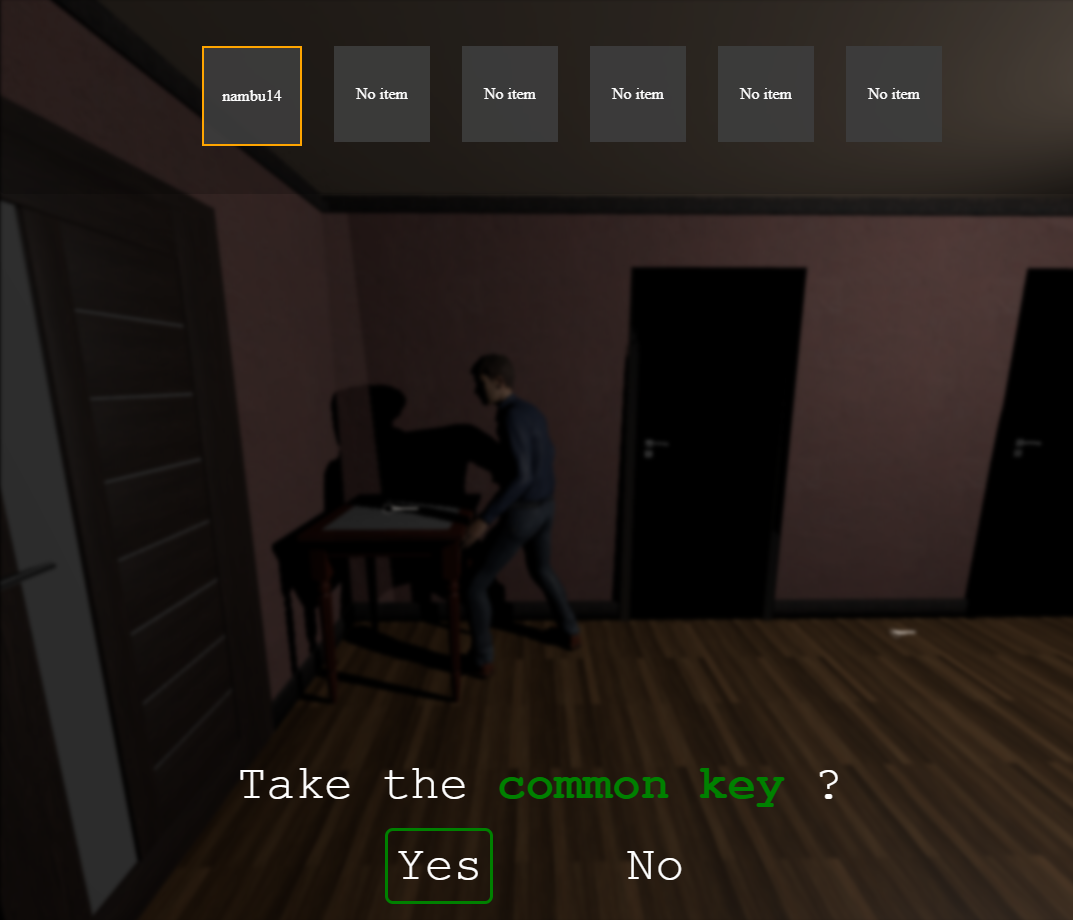 nambu14 No item No item No item No item No item
Take the common key ?
Yes No